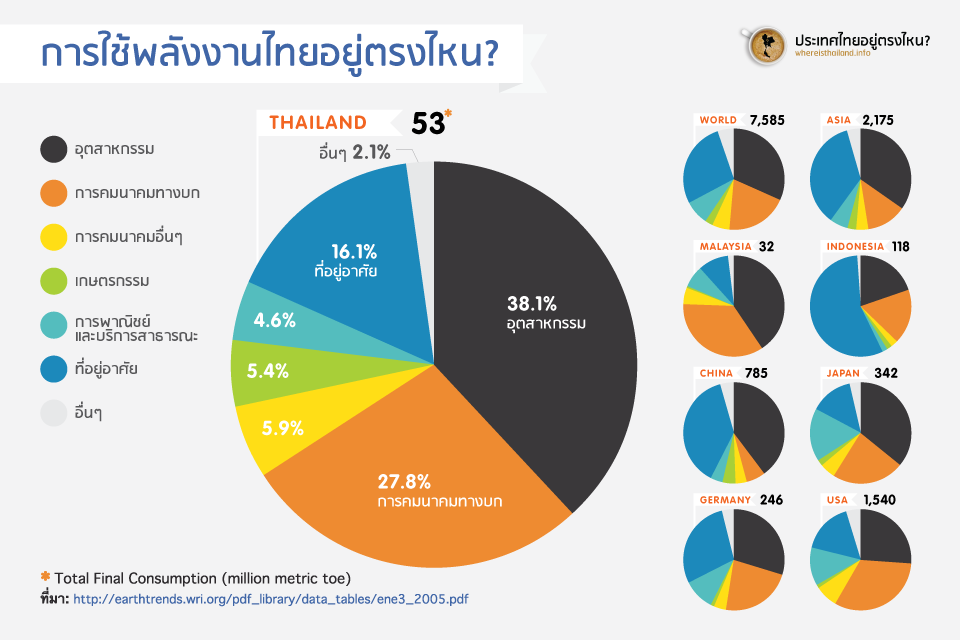 การใช้พลังงานไทยอยู่ตรงไหน?
ประเทศไทยอยู่ตรงไหน?
whereisthailand.info
THAILAND 53*
อื่นๆ 2.1%
อุตสาหกรรม
การคมนาคมทางบก
การคมนาคมอื่นๆ
เกษตรกรรม
การพาณิชย์
และบริการสาธารณะ
ที่อยู่อาศัย
อื่นๆ
16.1%
ที่อยู่อาศัย
4.6%
5.4%
5.9%
38.1%
อุตสาหกรรม
27.8%
การคมนาคมทางบก
WORLD 7,585
ASIA 2,175
MALAYSIA 32
INDONESIA 118
CHINA 785
JAPAN 342
GERMANY 246
USA 1,540
* Total Final Consumption (million metric toe)
ที่มา: http://earthtrends.wri.org/pdf_library/data_tables/ene3_2005.pdf